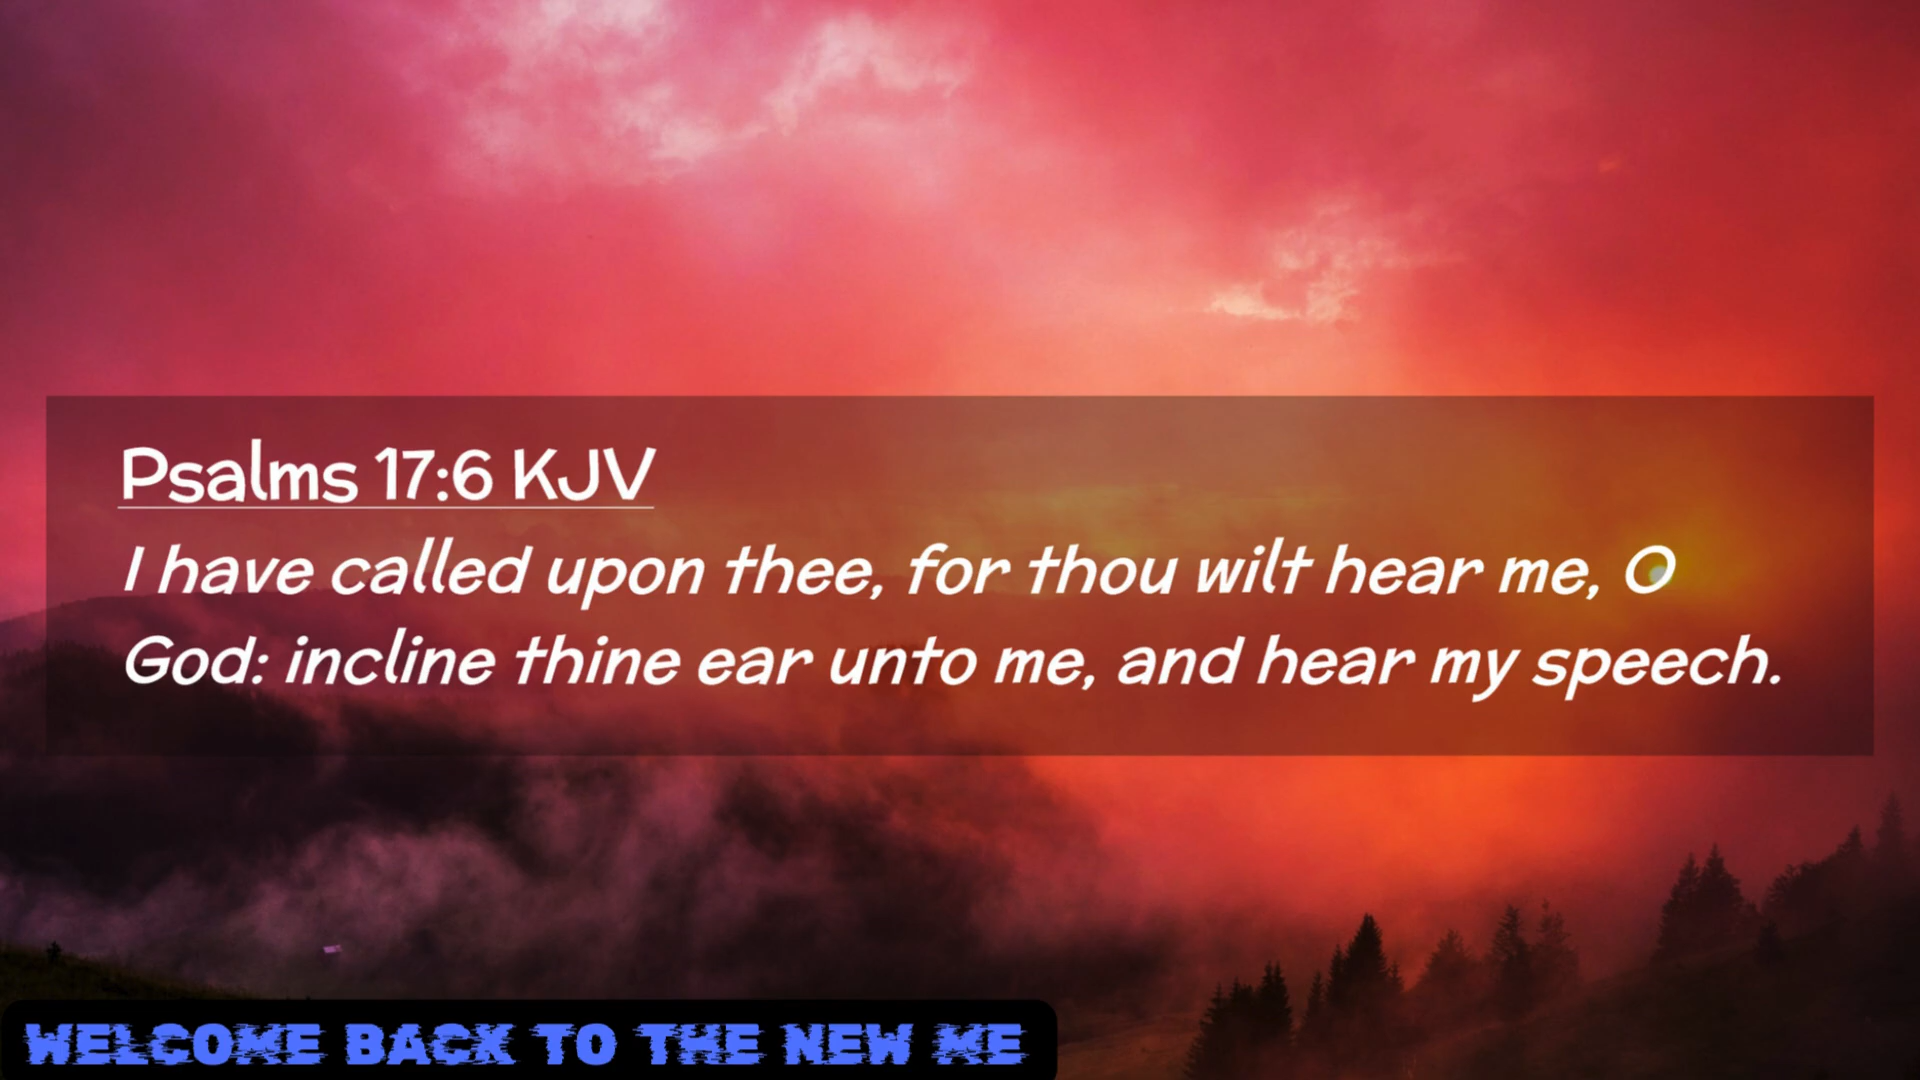 Psalms 17:6 KJV
I have called upon thee, for thou wilt hear me, O
God: incline thine ear unto me, and hear my speech.
WELCOME BACK TO THE NEW ME